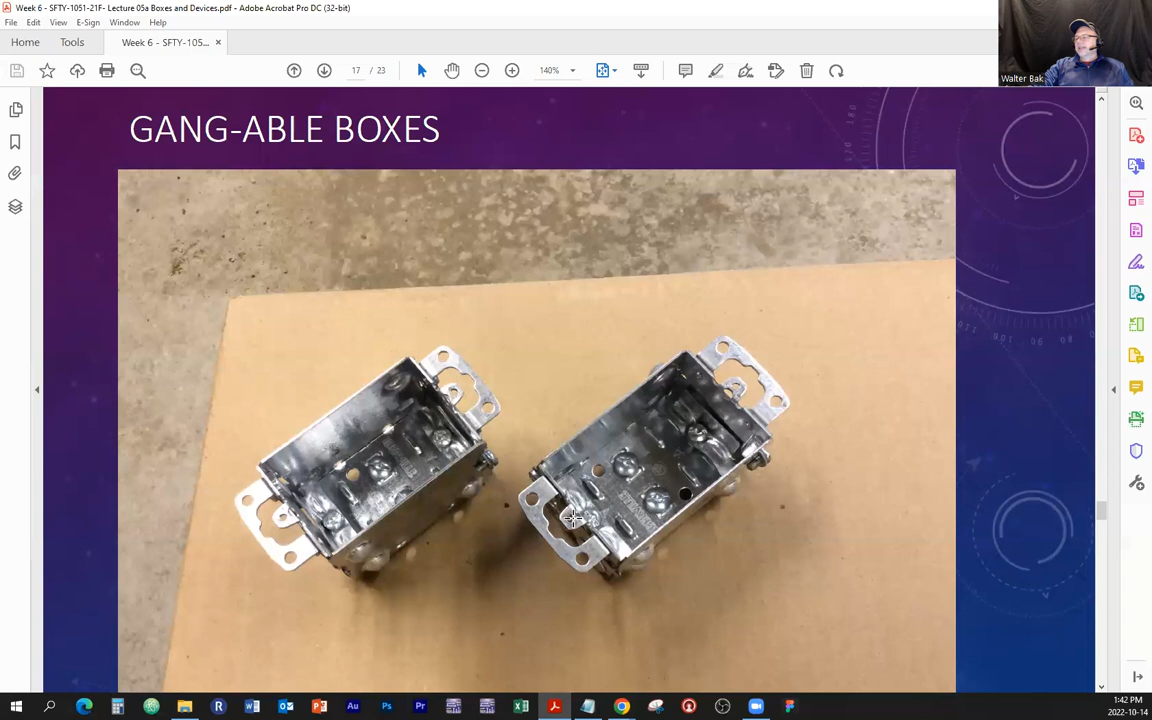 Week 6 - SFTY-1051-21F- Lecture 05a Boxes and Devices.pdf - Adobe Acrobat Pro DC (32-bit)
File Edit View E-Sign Window Help
Home Tools Week 6 - SFTY-105...
17 / 23 140%
Walter Bak
GANG-ABLE BOXES
1:42 PM
2022-10-14